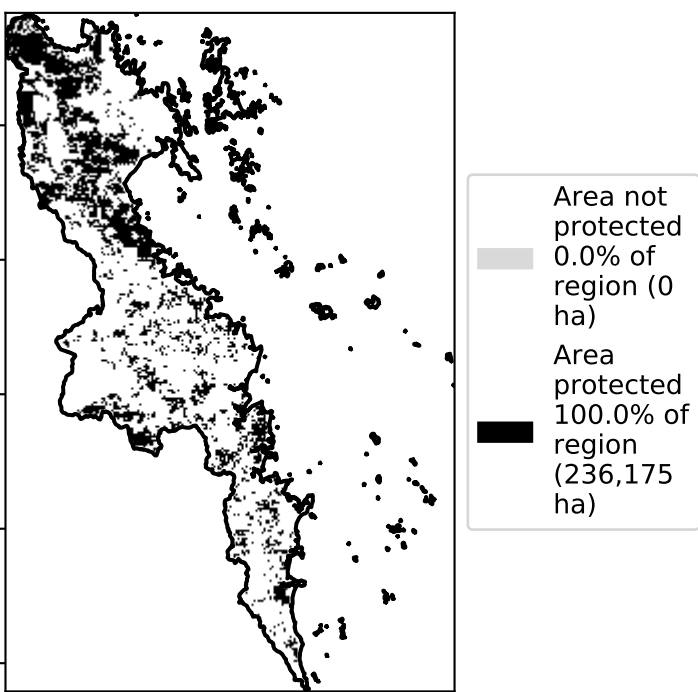 Area not
protected
0.0% of
region (0
ha)
Area
protected
100.0% of
region
(236,175
ha)